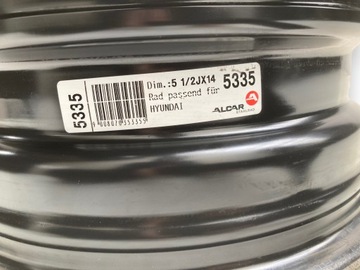 5335
Dim.:5 1/2JX14
5335
Rad passend für
HYUNDAI
ALCAR